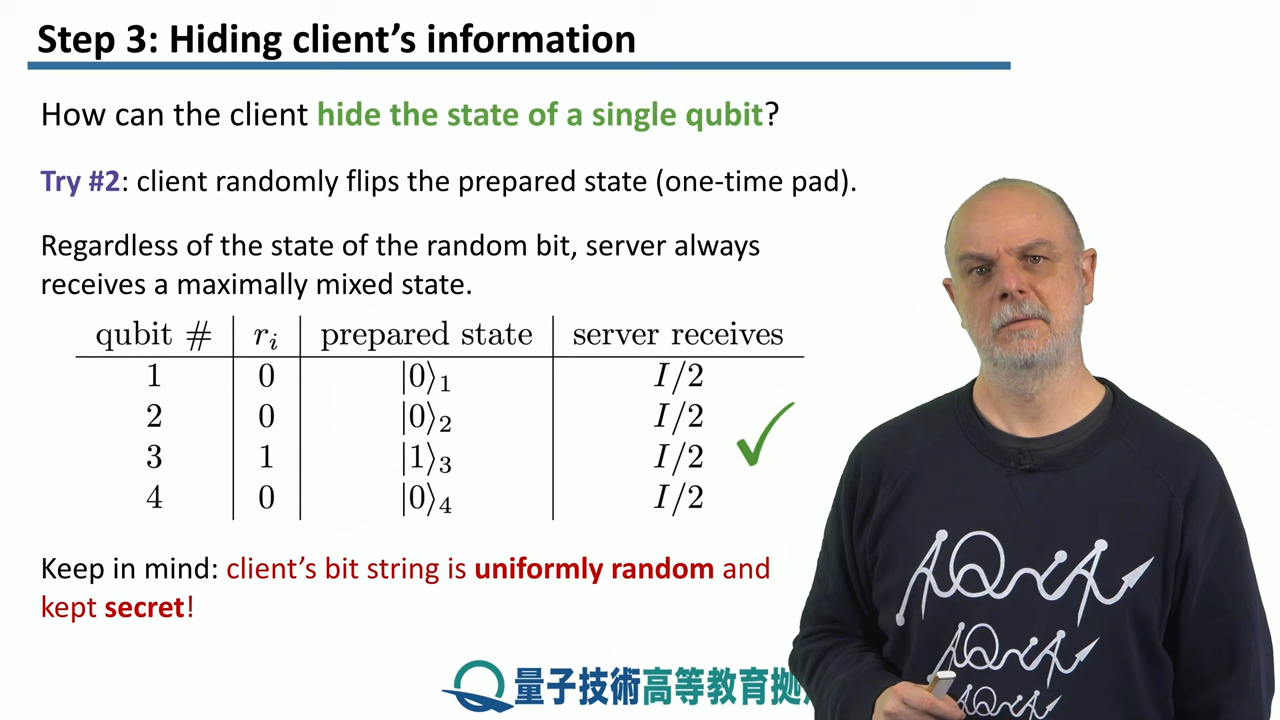 Step 3: Hiding client's information
How can the client hide the state of a single qubit?
Try #2: client randomly flips the prepared state (one-time pad).
Regardless of the state of the random bit, server always
receives a maximally mixed state.
qubit # | r_i | prepared state | server receives
1 | 0 | |0⟩₁ | I/2
2 | 0 | |0⟩₂ | I/2
3 | 1 | |1⟩₃ | I/2
4 | 0 | |0⟩₄ | I/2
Keep in mind: client's bit string is uniformly random and
kept secret!
量子技術高等教育拠